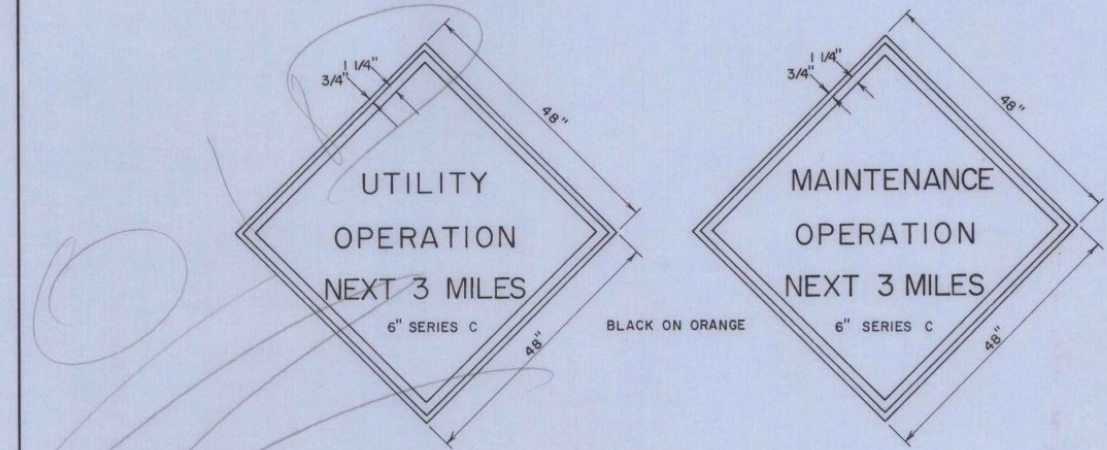 1 1/4"
3/4"
48"
UTILITY
OPERATION
NEXT 3 MILES
6" SERIES C
48"
BLACK ON ORANGE
1 1/4"
3/4"
48"
MAINTENANCE
OPERATION
NEXT 3 MILES
6" SERIES C
48"